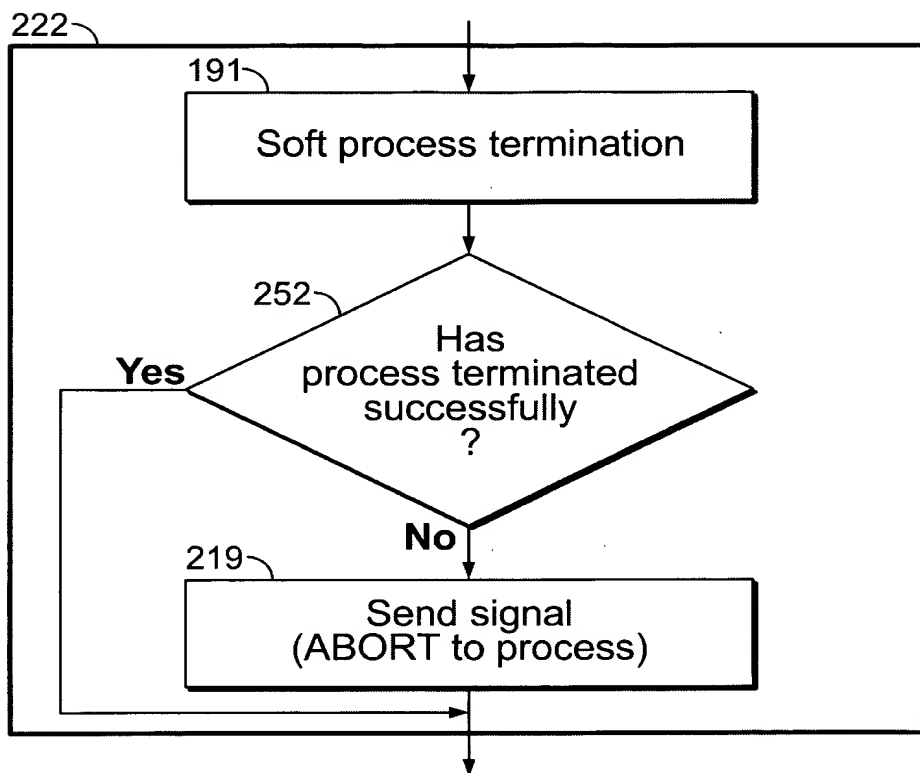 222
191
Soft process termination
252
Has
process terminated
successfully
?
Yes
No
219
Send signal
(ABORT to process)